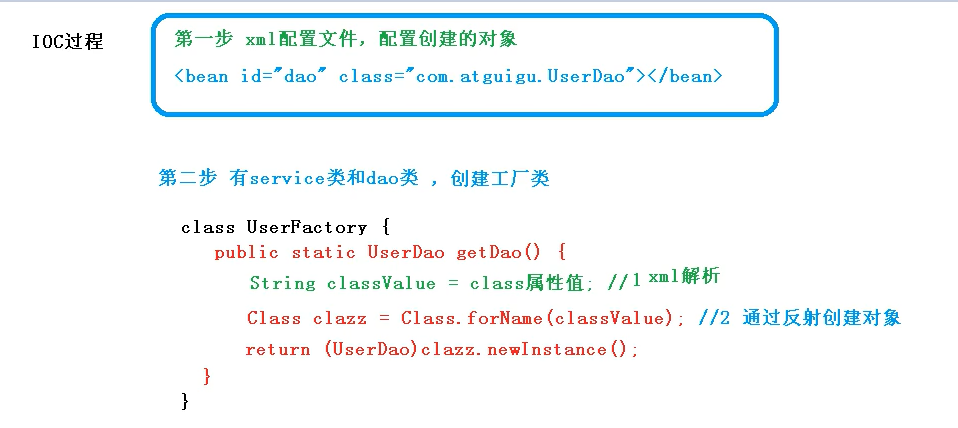 IOC过程
第一步 xml配置文件，配置创建的对象
<bean id="dao" class="com.atguigu.UserDao"></bean>
第二步 有service类和dao类 ，创建工厂类
class UserFactory {
public static UserDao getDao() {
String classValue = class属性值; //1 xml解析
Class clazz = Class.forName(classValue); //2 通过反射创建对象
return (UserDao)clazz.newInstance();
}
}